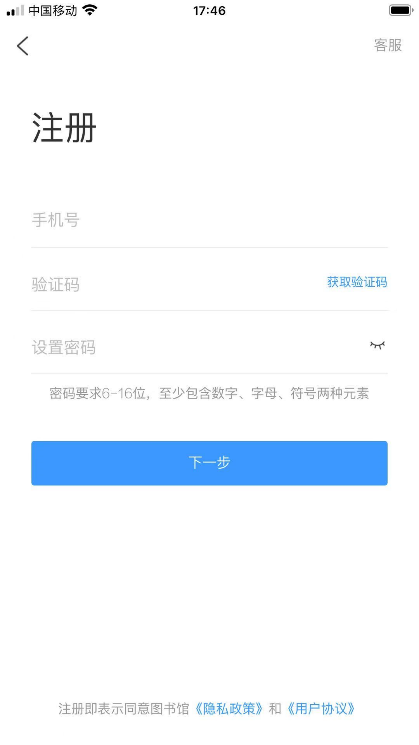 中国移动 17:46
客服
注册
手机号
验证码 获取验证码
设置密码
密码要求6-16位，至少包含数字、字母、符号两种元素
下一步
注册即表示同意图书馆《隐私政策》和《用户协议》